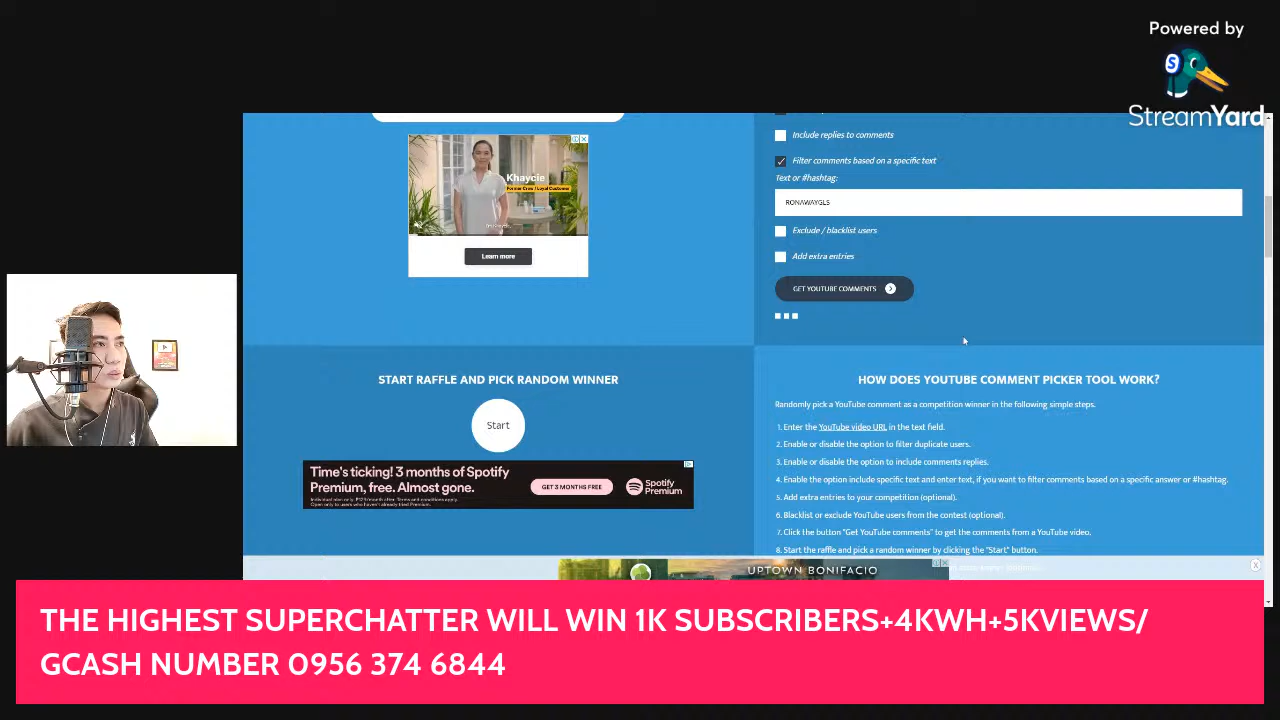 Powered by
StreamYard
Include replies to comments
Filter comments based on a specific text
Text or #hashtag:
RONAWAYGLS
Exclude / blacklist users
Add extra entries
GET YOUTUBE COMMENTS
Khaycie
Former Crew / Loyal Customer
Learn more
START RAFFLE AND PICK RANDOM WINNER
Start
Time's ticking! 3 months of Spotify
Premium, free. Almost gone.
GET 3 MONTHS FREE
Spotify
Premium
HOW DOES YOUTUBE COMMENT PICKER TOOL WORK?
Randomly pick a YouTube comment as a competition winner in the following simple steps.
1. Enter the YouTube video URL in the text field.
2. Enable or disable the option to filter duplicate users.
3. Enable or disable the option to include comments replies.
4. Enable the option include specific text and enter text, if you want to filter comments based on a specific answer or #hashtag.
5. Add extra entries to your competition (optional).
6. Blacklist or exclude YouTube users from the contest (optional).
7. Click the button "Get YouTube comments" to get the comments from a YouTube video.
8. Start the raffle and pick a random winner by clicking the "Start" button.
UPTOWN BONIFACIO
THE HIGHEST SUPERCHATTER WILL WIN 1K SUBSCRIBERS+4KWH+5KVIEWS/
GCASH NUMBER 0956 374 6844